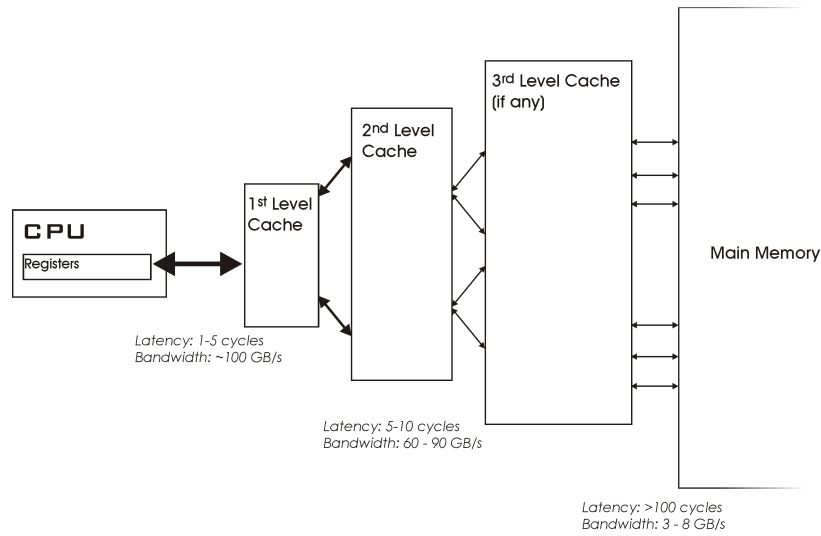 CPU
Registers
1st Level
Cache
2nd Level
Cache
3rd Level Cache
(if any)
Main Memory
Latency: 1-5 cycles
Bandwidth: ~100 GB/s
Latency: 5-10 cycles
Bandwidth: 60 - 90 GB/s
Latency: >100 cycles
Bandwidth: 3 - 8 GB/s